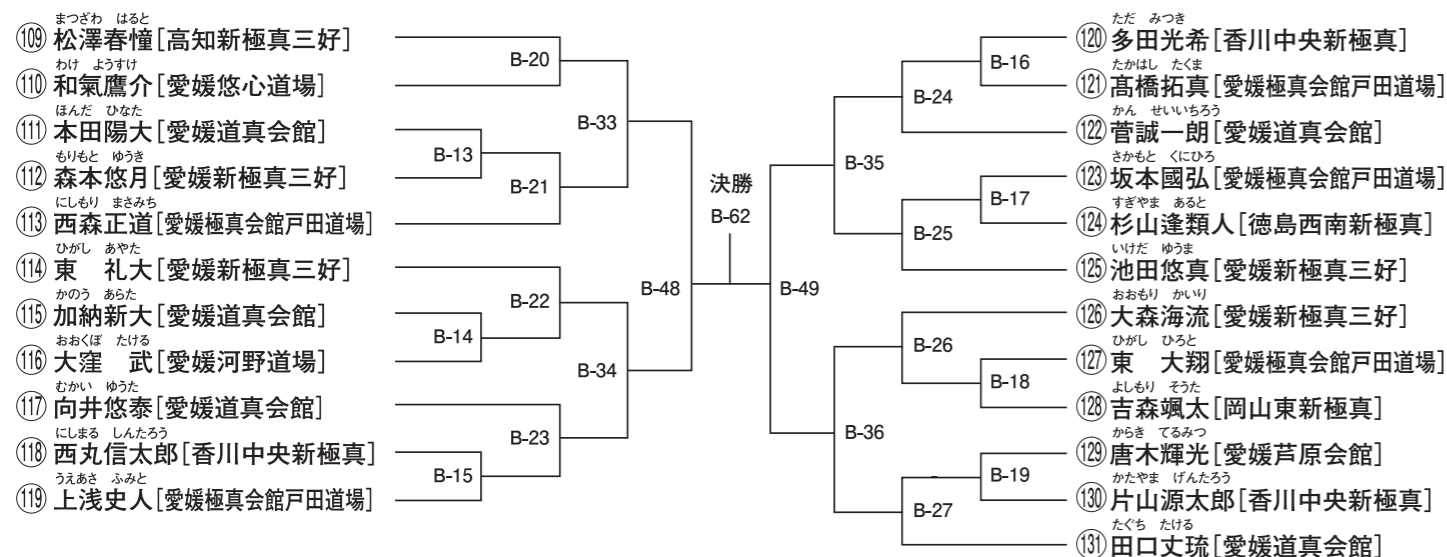 まつざわ はると
109 松澤春憧[高知新極真三好]
わけ ようすけ
110 和氣鷹介[愛媛悠心道場]
ほんだ ひなた
111 本田陽大[愛媛道真会館]
もりもと ゆうき
112 森本悠月[愛媛新極真三好]
にしもり まさみち
113 西森正道[愛媛極真会館戸田道場]
ひがし あやた
114 東 礼大[愛媛新極真三好]
かのう あらた
115 加納新大[愛媛道真会館]
おおくぼ たける
116 大窪 武[愛媛河野道場]
むかい ゆうた
117 向井悠泰[愛媛道真会館]
にしまる しんたろう
118 西丸信太郎[香川中央新極真]
うえあさ ふみと
119 上浅史人[愛媛極真会館戸田道場]
B-20
B-33
B-13
B-21
B-48
B-22
B-14
B-34
B-23
B-15
決勝
B-62
B-16
B-24
B-35
B-17
B-25
B-49
B-26
B-18
B-36
B-19
B-27
ただ みつき
120 多田光希[香川中央新極真]
たかはし たくま
121 髙橋拓真[愛媛極真会館戸田道場]
かん せいいちろう
122 菅誠一朗[愛媛道真会館]
さかもと くにひろ
123 坂本國弘[愛媛極真会館戸田道場]
すぎやま あると
124 杉山逢類人[徳島西南新極真]
いけだ ゆうま
125 池田悠真[愛媛新極真三好]
おおもり かいり
126 大森海流[愛媛新極真三好]
ひがし ひろと
127 東 大翔[愛媛極真会館戸田道場]
よしもり そうた
128 吉森颯太[岡山東新極真]
からき てるみつ
129 唐木輝光[愛媛芦原会館]
かたやま げんたろう
130 片山源太郎[香川中央新極真]
たぐち たける
131 田口丈琉[愛媛道真会館]